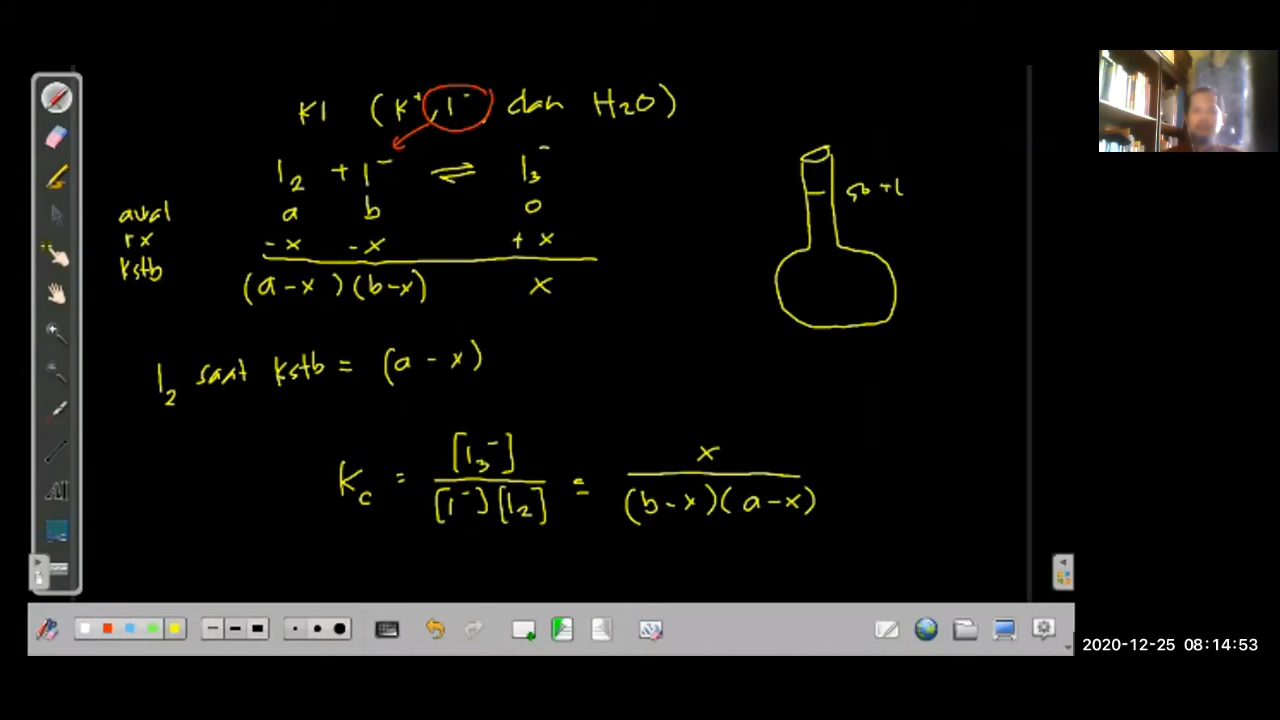 KI (K⁺, I⁻ dan H₂O)
I₂ + I⁻ ⇌ I₃⁻
awal a b 0
rx -x -x + x
kstb (a-x) (b-x) x
50 + L
I₂ saat kstb = (a - x)
Kc = [I₃⁻] / [I⁻][I₂] = x / (b-x)(a-x)
2020-12-25 08:14:53